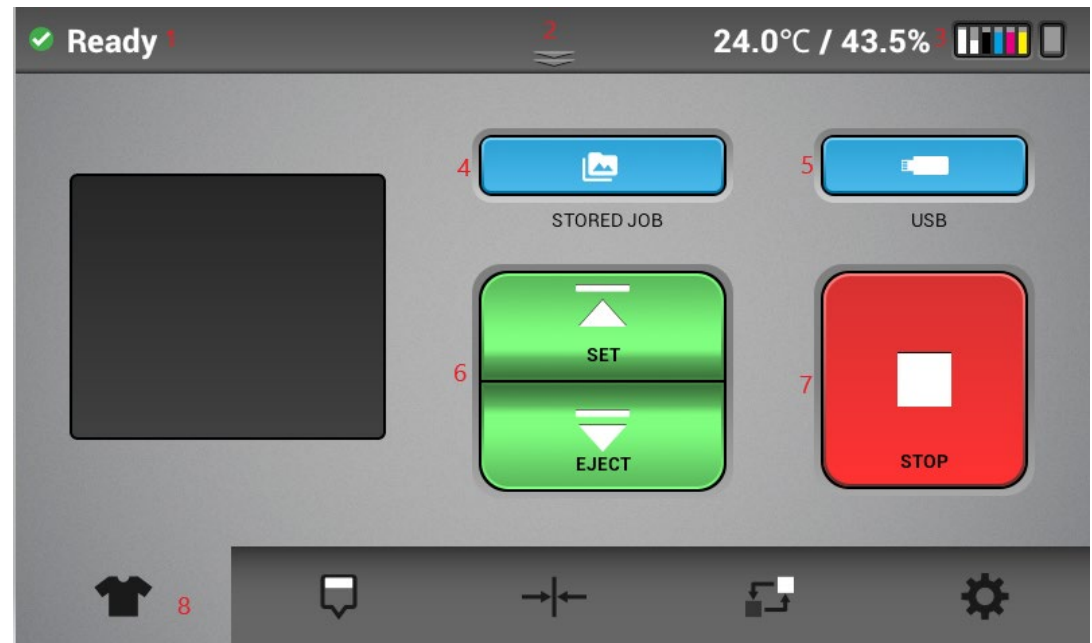 Ready 1
2
24.0°C / 43.5% 3
4
STORED JOB
5
USB
6
SET
EJECT
7
STOP
8